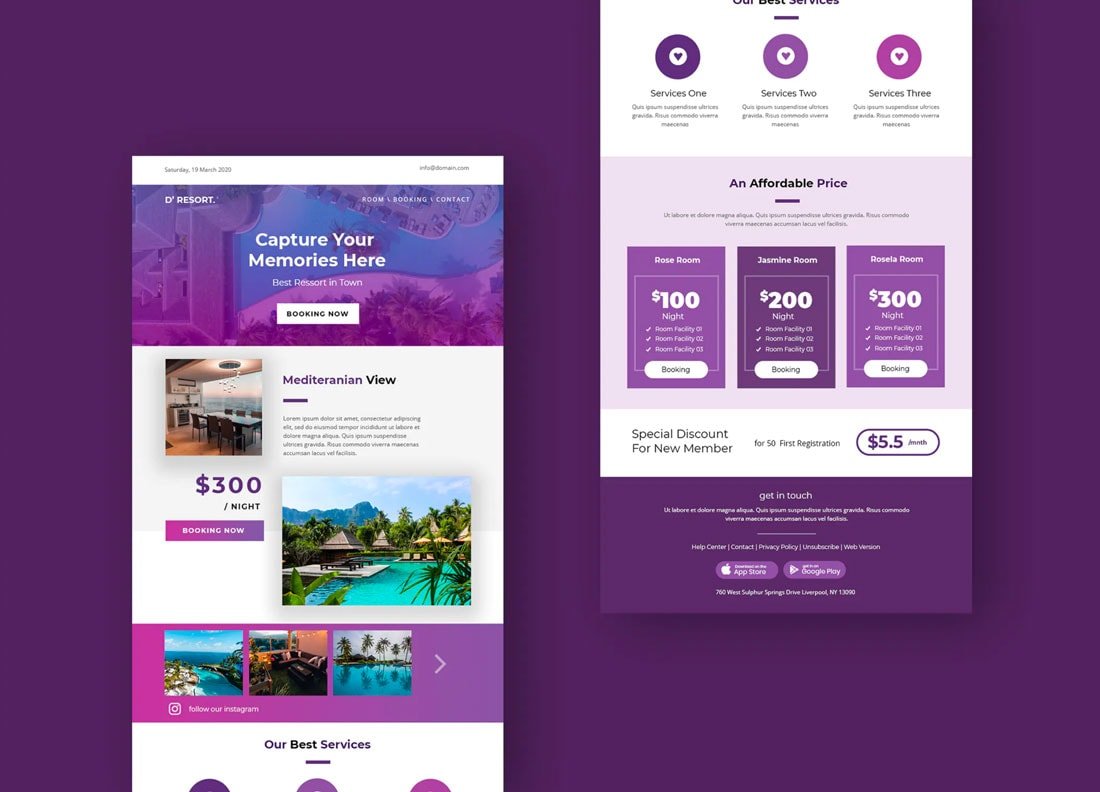 Saturday, 19 March 2020
info@domain.com
D' RESORT.
ROOM \ BOOKING \ CONTACT
Capture Your
Memories Here
Best Ressort in Town
BOOKING NOW
Mediteranian View
Lorem ipsum dolor sit amet, consectetur adipiscing
elit, sed do eiusmod tempor incididunt ut labore et
dolore magna aliqua. Quis ipsum suspendisse
ultrices gravida. Risus commodo viverra maecenas
accumsan lacus vel facilisis.
$300
/ NIGHT
BOOKING NOW
follow our instagram
Our Best Services
Our Best Services
Services One
Quis ipsum suspendisse ultrices
gravida. Risus commodo viverra
maecenas
Services Two
Quis ipsum suspendisse ultrices
gravida. Risus commodo viverra
maecenas
Services Three
Quis ipsum suspendisse ultrices
gravida. Risus commodo viverra
maecenas
An Affordable Price
Ut labore et dolore magna aliqua. Quis ipsum suspendisse ultrices gravida. Risus commodo
viverra maecenas accumsan lacus vel facilisis.
Rose Room
$100
Night
Room Facility 01
Room Facility 02
Room Facility 03
Booking
Jasmine Room
$200
Night
Room Facility 01
Room Facility 02
Room Facility 03
Booking
Rosela Room
$300
Night
Room Facility 01
Room Facility 02
Room Facility 03
Booking
Special Discount
For New Member
for 50 First Registration
$5.5 /mnth
get in touch
Ut labore et dolore magna aliqua. Quis ipsum suspendisse ultrices gravida. Risus commodo
viverra maecenas accumsan lacus vel facilisis.
Help Center | Contact | Privacy Policy | Unsubscribe | Web Version
Download on the
App Store
get it on
Google Play
760 West Sulphur Springs Drive Liverpool, NY 13090